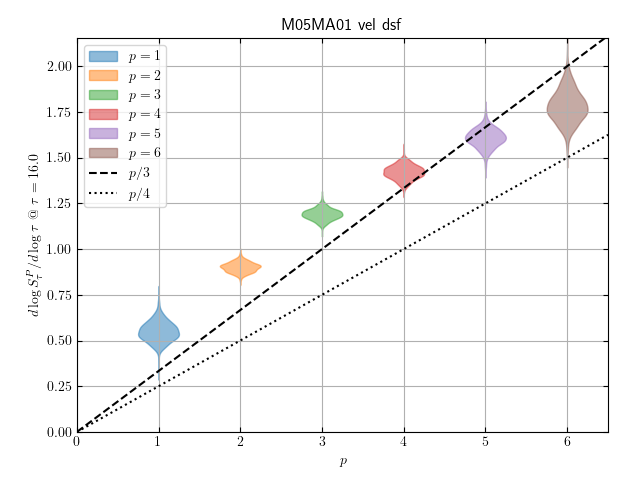 M05MA01 vel dsf
p = 1
p = 2
p = 3
p = 4
p = 5
p = 6
p/3
p/4
d log S_τ^P / d log τ @ τ = 16.0
2.00
1.75
1.50
1.25
1.00
0.75
0.50
0.25
0.00
0 1 2 3 4 5 6
p